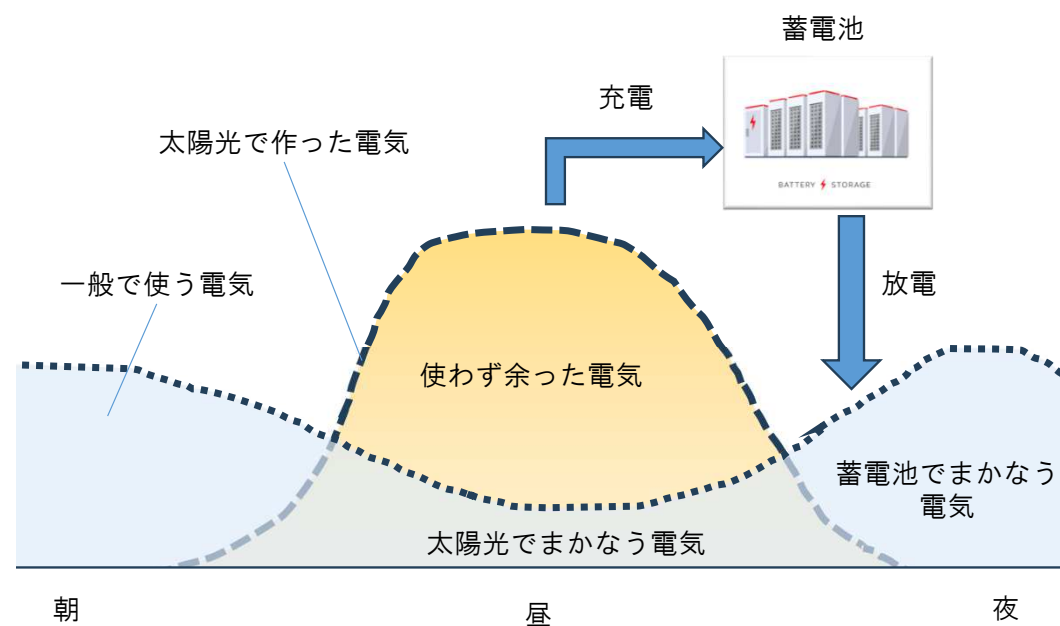 蓄電池
充電
BATTERY STORAGE
太陽光で作った電気
一般で使う電気
放電
使わず余った電気
蓄電池でまかなう
電気
太陽光でまかなう電気
朝
昼
夜